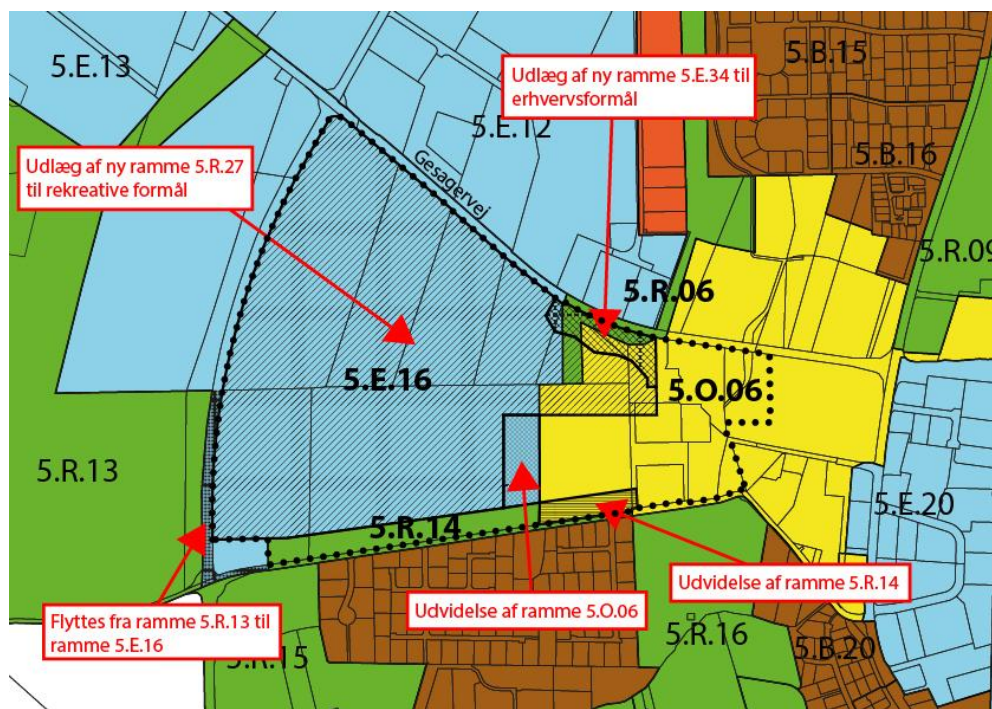 5.E.13
5.B.15
Udlæg af ny ramme 5.E.34 til
erhvervsformål
5.E.12
5.B.16
Udlæg af ny ramme 5.R.27
til rekreative formål
Gesagervej
5.R.09
5.R.06
5.E.16
5.O.06
5.R.13
5.E.20
5.R.14
Udvidelse af ramme 5.R.14
Flyttes fra ramme 5.R.13 til
ramme 5.E.16
Udvidelse af ramme 5.O.06
5.R.16
5.B.20
5.R.15